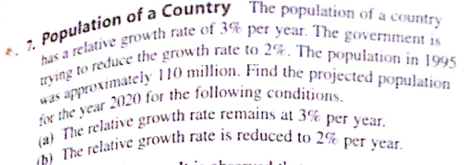 7. Population of a Country The population of a country
has a relative growth rate of 3% per year. The government is
trying to reduce the growth rate to 2%. The population in 1995
was approximately 110 million. Find the projected population
for the year 2020 for the following conditions.
(a) The relative growth rate remains at 3% per year.
(b) The relative growth rate is reduced to 2% per year.